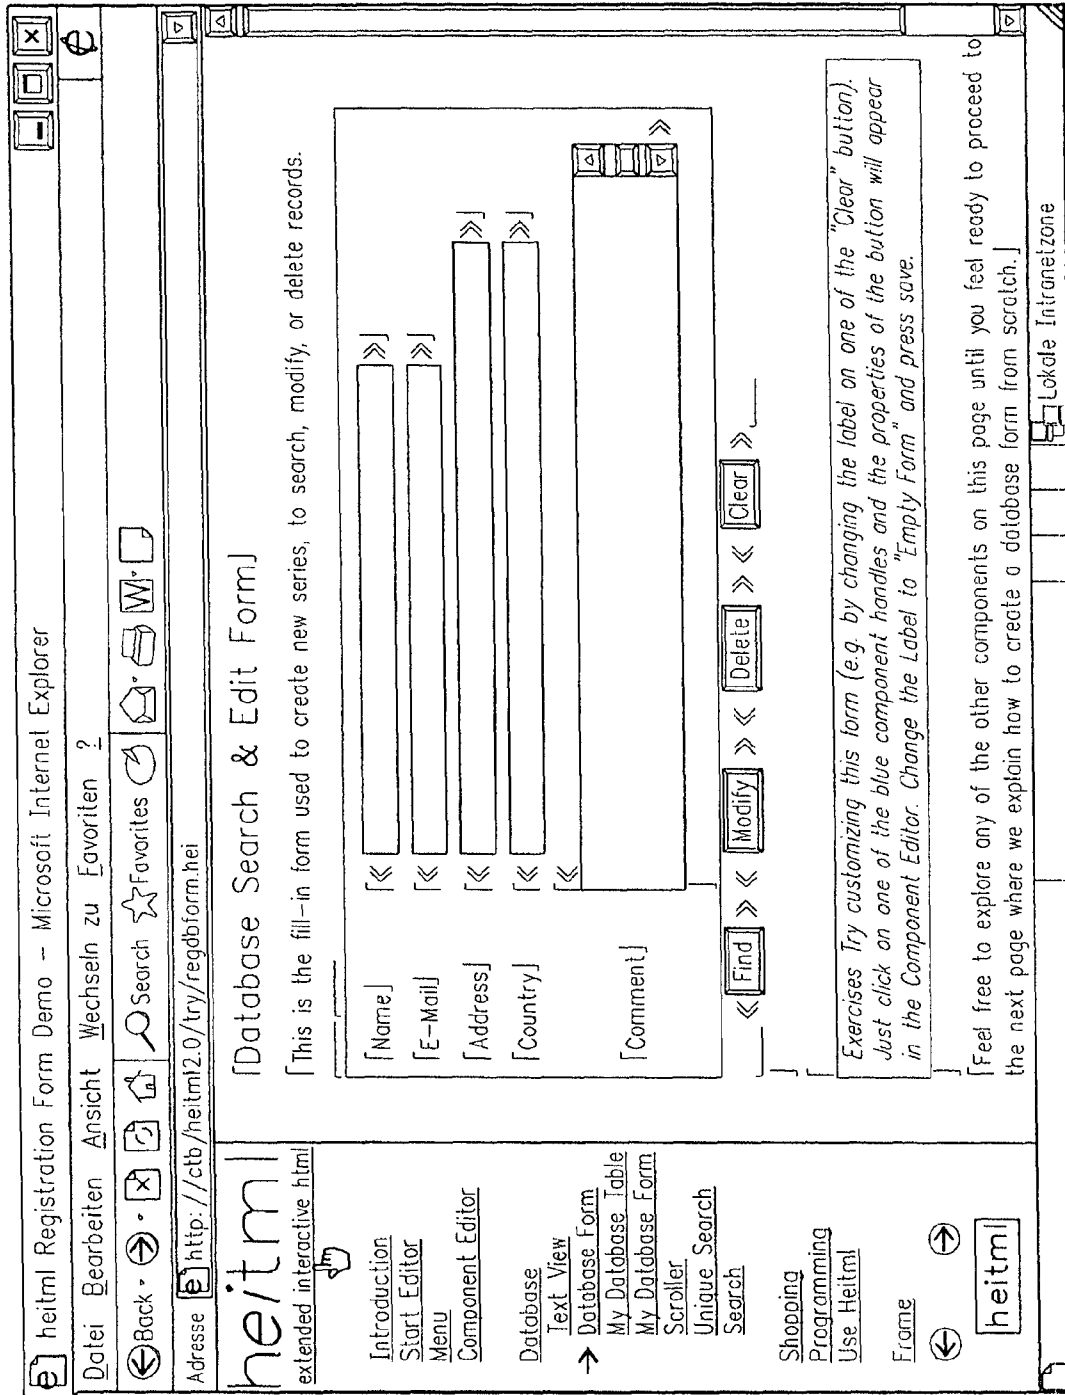 heitml Registration Form Demo – Microsoft Internet Explorer
Datei Bearbeiten Ansicht Wechseln zu Favoriten ?
Back Search Favorites W
Adresse http: //ctb/heitml2.0/try/regdbform.hei
heitml
extended interactive html
Introduction
Start Editor
Menu
Component Editor
Database
Text View
→ Database Form
My Database Table
My Database Form
Scroller
Unique Search
Search
Shopping
Programming
Use Heitml
Frame
← →
heitml
⌈Database Search & Edit Form⌋
⌈This is the fill-in form used to create new series, to search, modify, or delete records.
⌈Name⌋ ⌈≪ ≫⌋
⌈E-Mail⌋ ⌈≪ ≫⌋
⌈Address⌋ ⌈≪ ≫⌋
⌈Country⌋ ⌈≪ ≫⌋
⌈Comment⌋ ⌈≪ ≫
≪ Find ≫ ≪ Modify ≫ ≪ Delete ≫ ≪ Clear ≫
Exercises Try customizing this form (e.g. by changing the label on one of the "Clear" button).
Just click on one of the blue component handles and the properties of the button will appear
in the Component Editor. Change the Label to "Empty Form" and press save.
⌈Feel free to explore any of the other components on this page until you feel ready to proceed to
the next page where we explain how to create a database form from scratch.⌋
Lokale Intranetzone